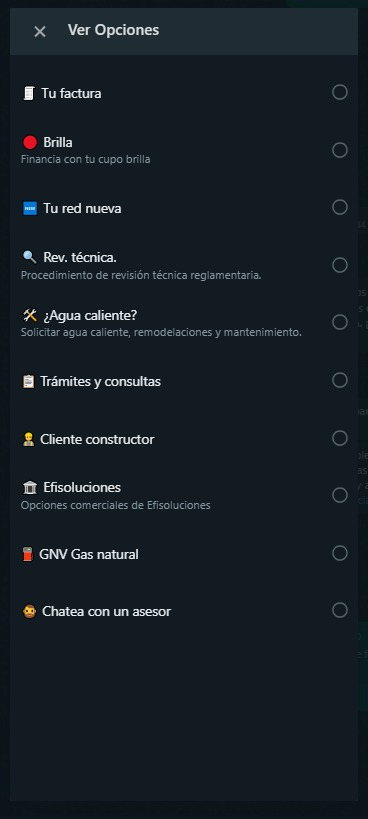 Ver Opciones
Tu factura
Brilla
Financia con tu cupo brilla
NEW Tu red nueva
Rev. técnica.
Procedimiento de revisión técnica reglamentaria.
¿Agua caliente?
Solicitar agua caliente, remodelaciones y mantenimiento.
Trámites y consultas
Cliente constructor
Efisoluciones
Opciones comerciales de Efisoluciones
GNV Gas natural
Chatea con un asesor